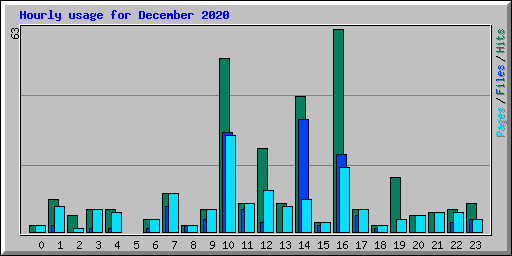 Hourly usage for December 2020
63
Pages/Files/Hits
0 1 2 3 4 5 6 7 8 9 10 11 12 13 14 15 16 17 18 19 20 21 22 23